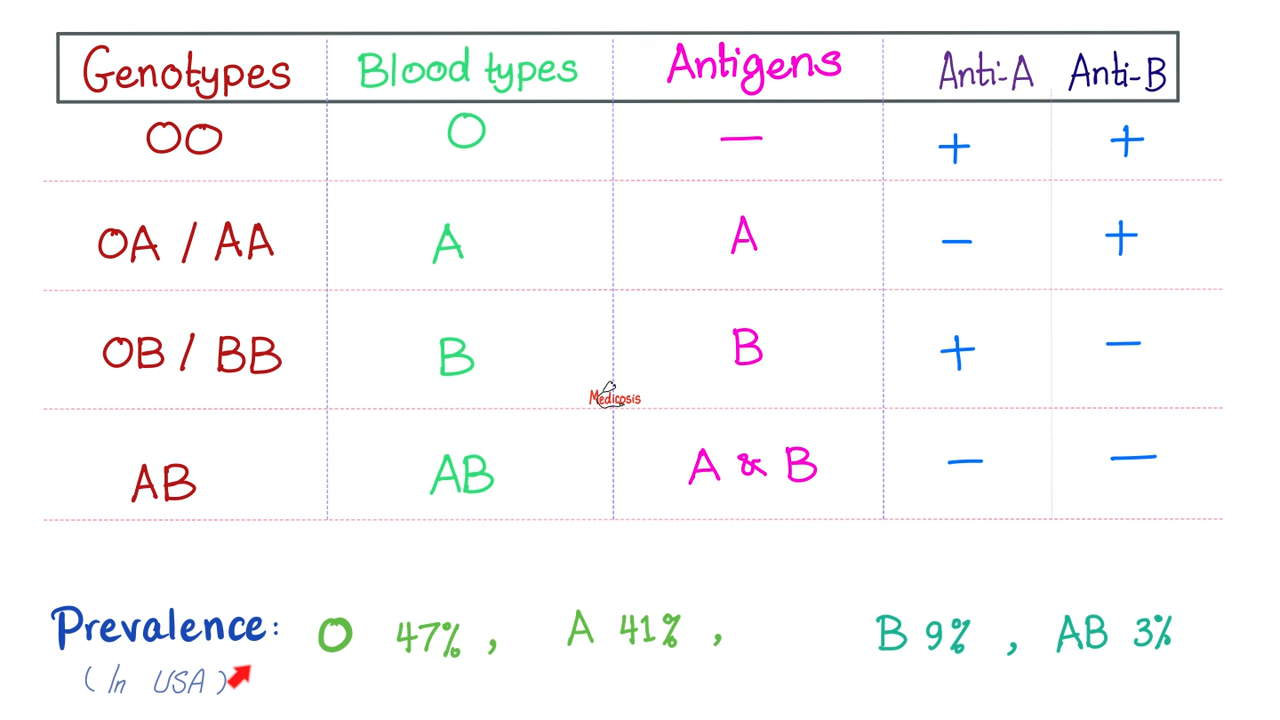 Genotypes Blood types Antigens Anti-A Anti-B
OO O — + +
OA / AA A A — +
OB / BB B B + —
Medicosis
AB AB A & B — —
Prevalence: O 47%, A 41%, B 9%, AB 3%
(In USA)